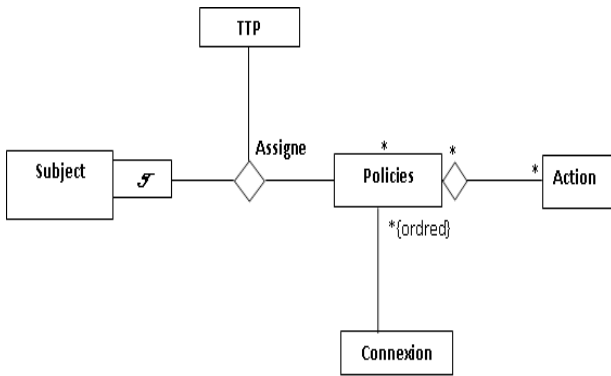 TTP
Assigne
Subject
𝒯
*
Policies
*
*
Action
*{ordred}
Connexion